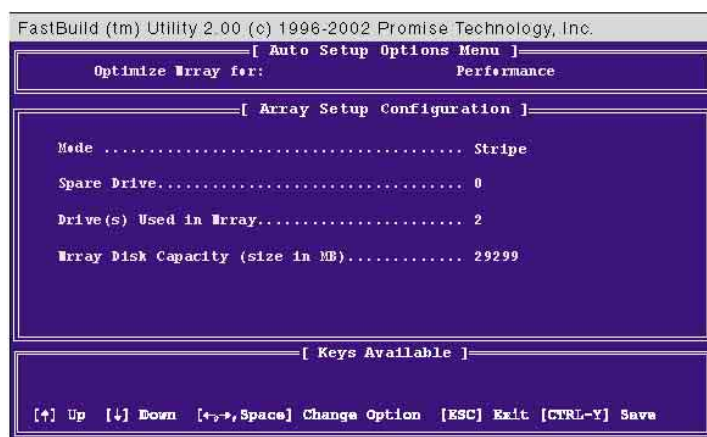 FastBuild (tm) Utility 2.00 (c) 1996-2002 Promise Technology, Inc.
[ Auto Setup Options Menu ]
Optimize Array for: Performance
[ Array Setup Configuration ]
Mode ........................................ Stripe
Spare Drive.................................. 0
Drive(s) Used in Array....................... 2
Array Disk Capacity (size in MB)............. 29299
[ Keys Available ]
[↑] Up [↓] Down [←,→,Space] Change Option [ESC] Exit [CTRL-Y] Save